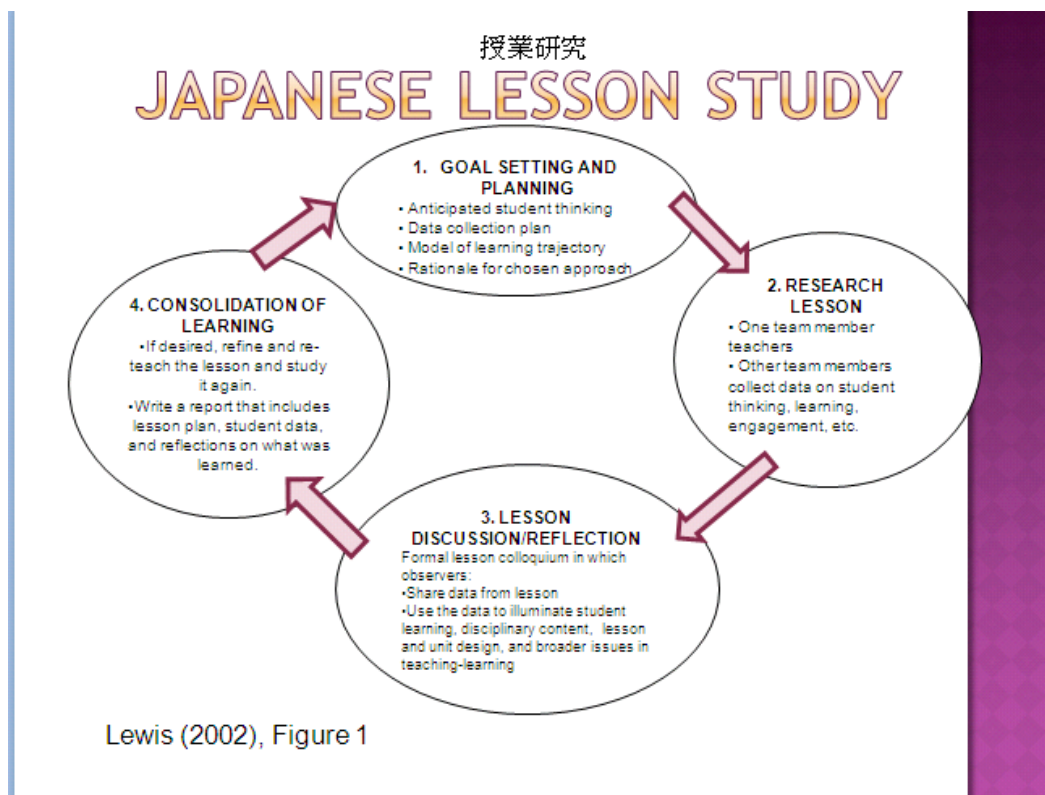 授業研究
JAPANESE LESSON STUDY
1. GOAL SETTING AND
PLANNING
• Anticipated student thinking
• Data collection plan
• Model of learning trajectory
• Rationale for chosen approach
2. RESEARCH
LESSON
• One team member
teachers
• Other team members
collect data on student
thinking, learning,
engagement, etc.
3. LESSON
DISCUSSION/REFLECTION
Formal lesson colloquium in which
observers:
•Share data from lesson
•Use the data to illuminate student
learning, disciplinary content, lesson
and unit design, and broader issues in
teaching-learning
4. CONSOLIDATION OF
LEARNING
•If desired, refine and re-
teach the lesson and study
it again.
•Write a report that includes
lesson plan, student data,
and reflections on what was
learned.
Lewis (2002), Figure 1